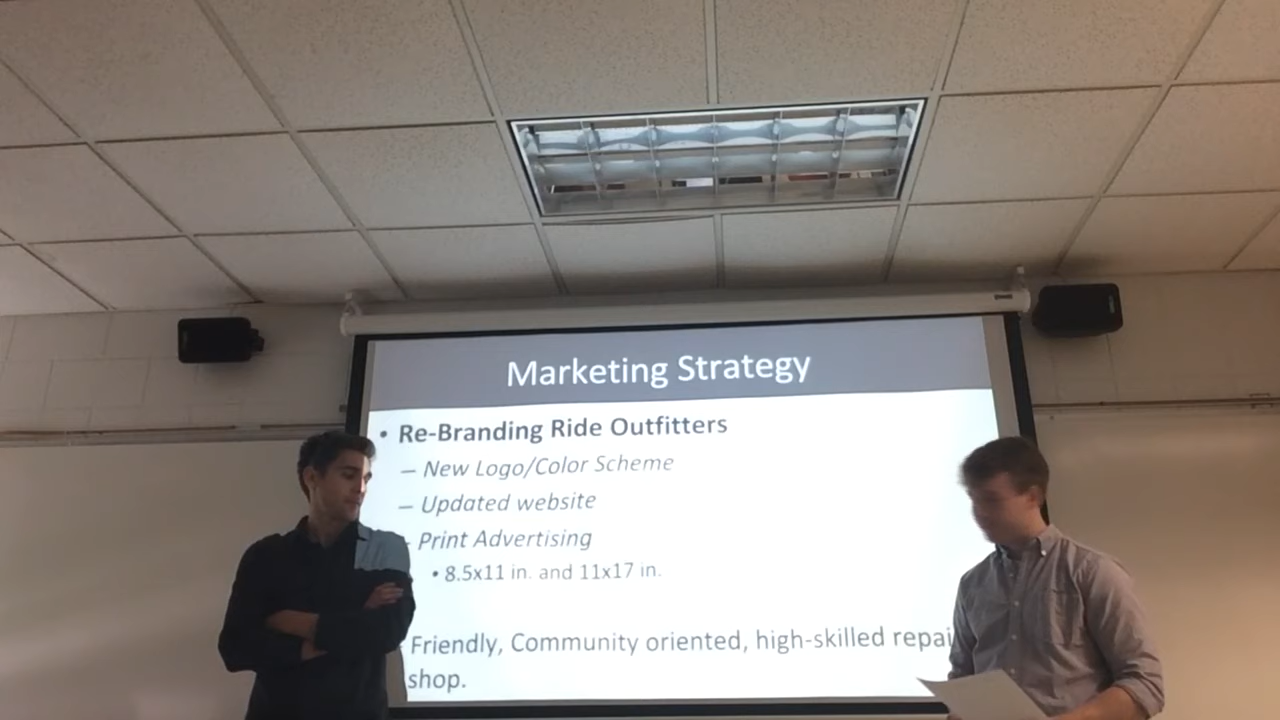 Marketing Strategy
• Re-Branding Ride Outfitters
– New Logo/Color Scheme
– Updated website
- Print Advertising
• 8.5x11 in. and 11x17 in.
Friendly, Community oriented, high-skilled repai
shop.